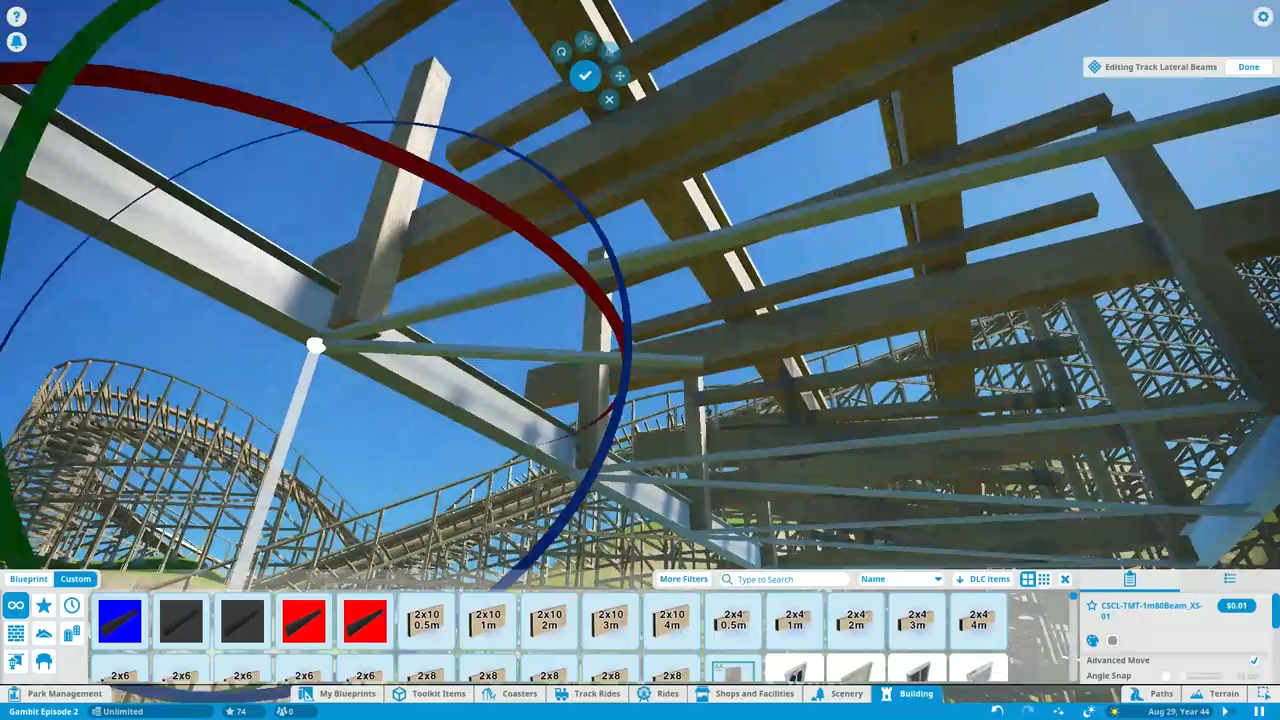 ?
Editing Track Lateral Beams Done
Blueprint Custom More Filters Type to Search Name DLC items
2x10 0.5m 2x10 1m 2x10 2m 2x10 3m 2x10 4m 2x4 0.5m 2x4 1m 2x4 2m 2x4 3m 2x4 4m
2x6 2x6 2x6 2x6 2x6 2x8 2x8 2x8 2x8 2x8
CSCL-TMT-1m80Beam_XS-01 $0.01
Advanced Move
Angle Snap
Park Management My Blueprints Toolkit Items Coasters Track Rides Rides Shops and Facilities Scenery Building Paths Terrain
Gambit Episode 2 Unlimited 74 0 Aug 29, Year 44